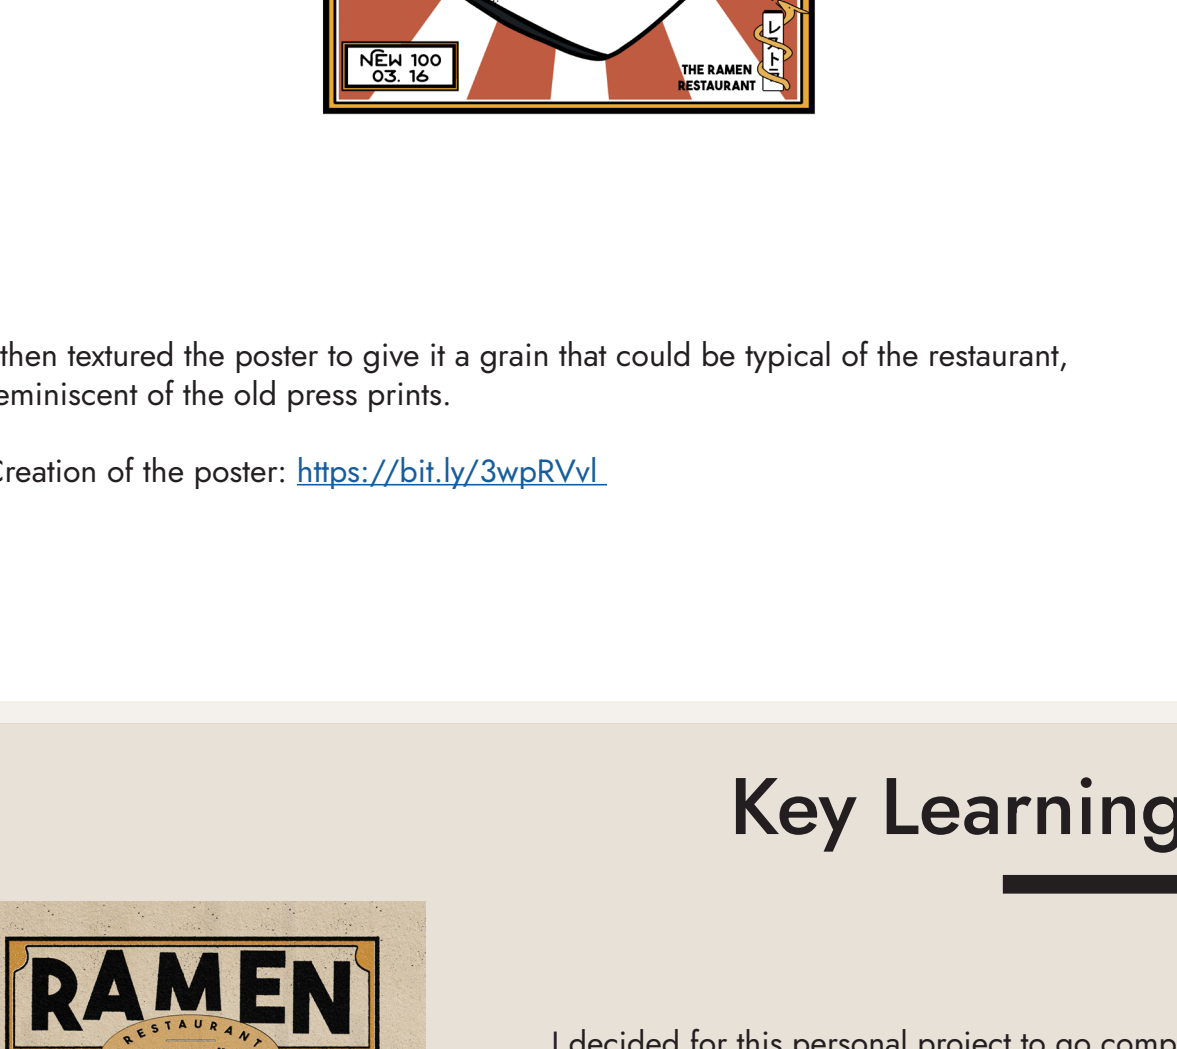 NEW 100
03. 16
THE RAMEN
RESTAURANT
then textured the poster to give it a grain that could be typical of the restaurant,
eminiscent of the old press prints.
Creation of the poster: https://bit.ly/3wpRVvl
Key Learning
RAMEN
RESTAURANT
I decided for this personal project to go comp